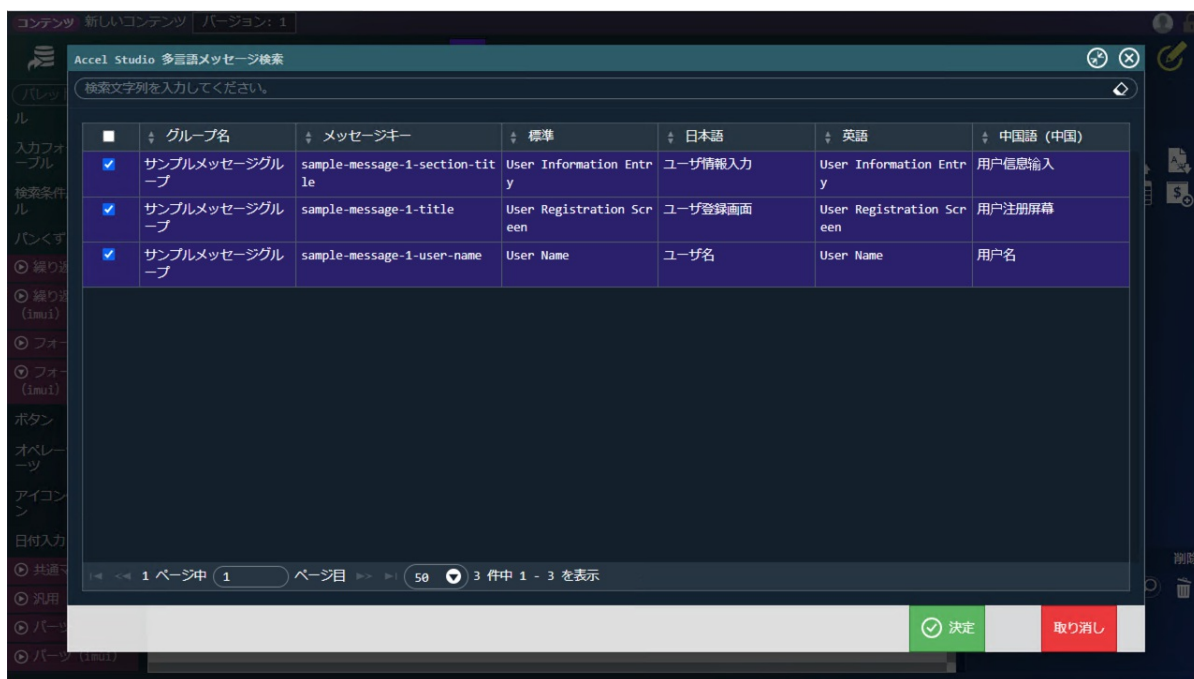 コンテンツ 新しいコンテンツ バージョン: 1
Accel Studio 多言語メッセージ検索
検索文字列を入力してください。
グループ名 メッセージキー 標準 日本語 英語 中国語 (中国)
サンプルメッセージグル sample-message-1-section-tit User Information Entr ユーザ情報入力 User Information Entr 用户信息输入
ープ le y y
サンプルメッセージグル sample-message-1-title User Registration Scr ユーザ登録画面 User Registration Scr 用户注册屏幕
ープ een een
サンプルメッセージグル sample-message-1-user-name User Name ユーザ名 User Name 用户名
ープ
1 ページ中 1 ページ目 50 3 件中 1 - 3 を表示
決定 取り消し
パレット
ル
入力フォ
ーブル
検索条件
ル
パンくず
繰り返
繰り返
(imui)
フォー
フォー
(imui)
ボタン
オペレー
ーツ
アイコン
ン
日付入力
共通マ
汎用
パーツ
パーツ (imui)
削除